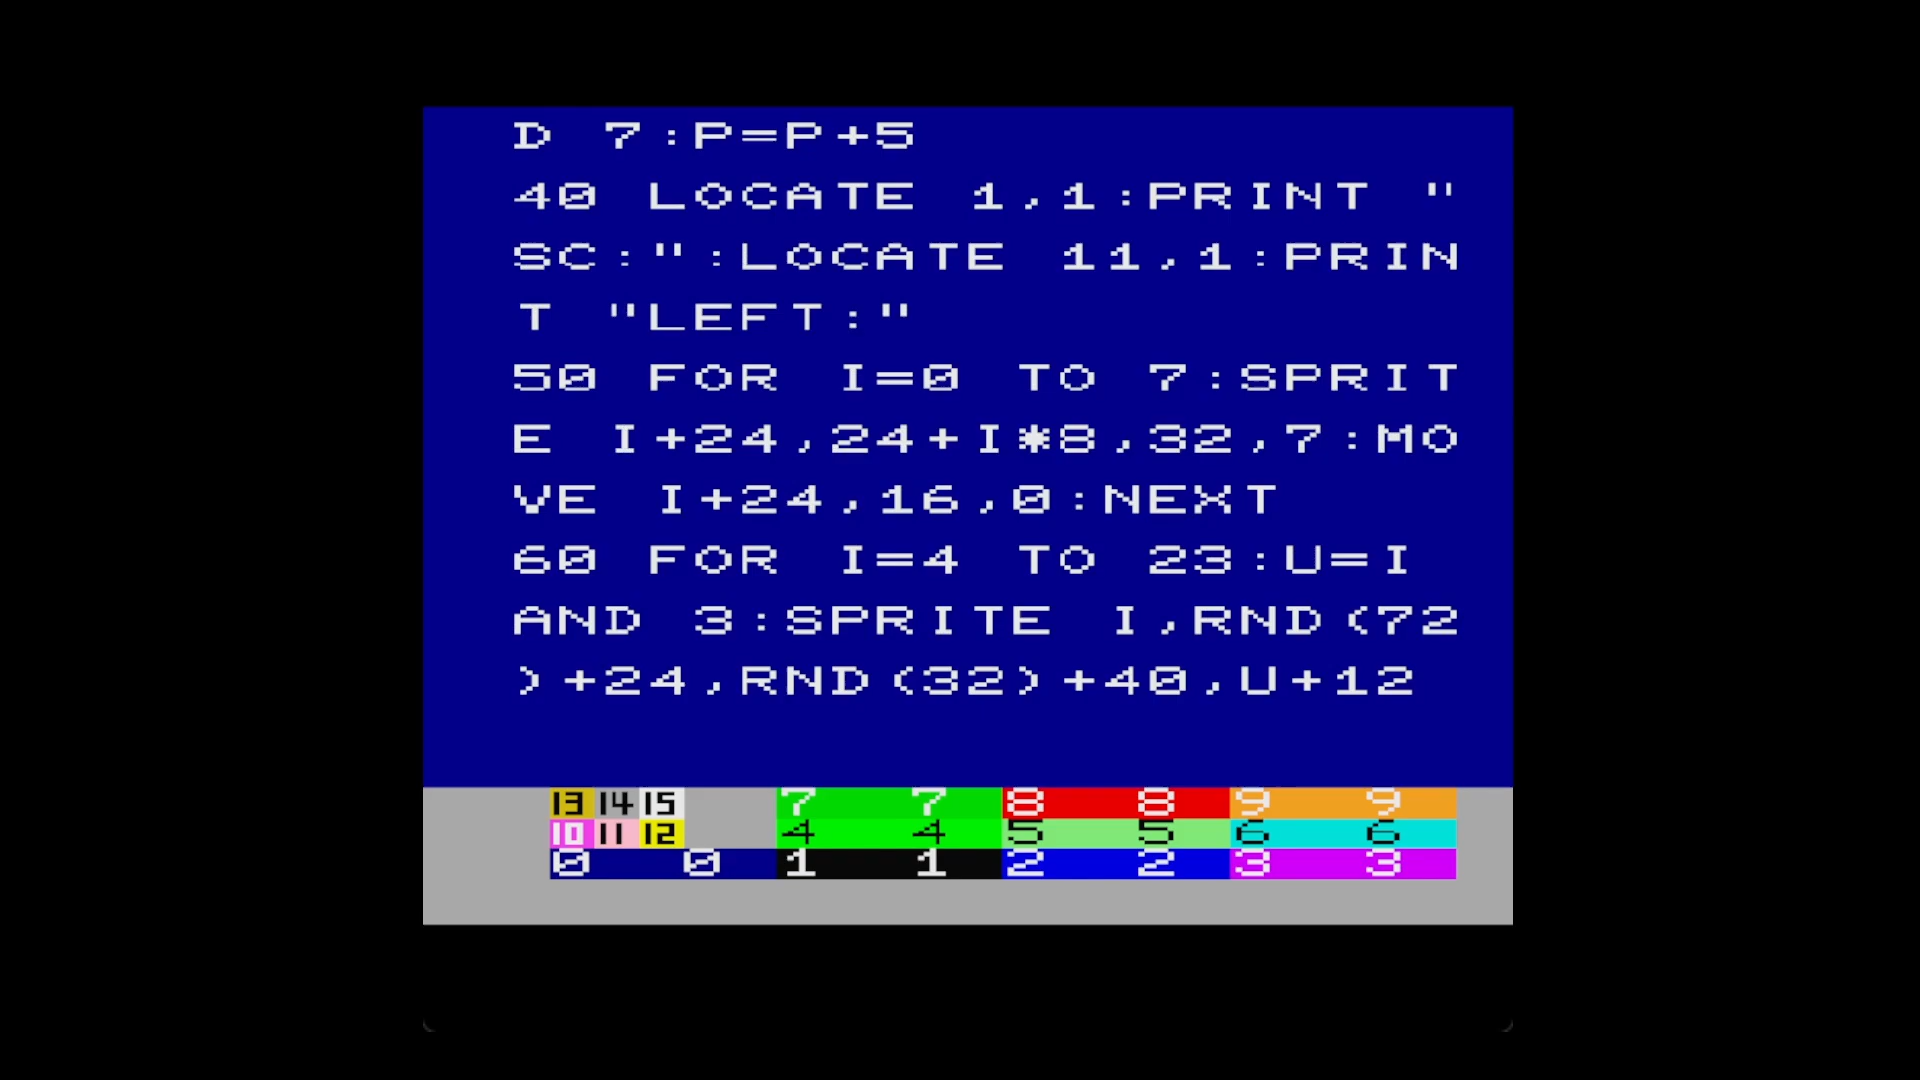 D 7:P=P+5
40 LOCATE 1,1:PRINT "
SC:":LOCATE 11,1:PRIN
T "LEFT:"
50 FOR I=0 TO 7:SPRIT
E I+24,24+I*8,32,7:MO
VE I+24,16,0:NEXT
60 FOR I=4 TO 23:U=I
AND 3:SPRITE I,RND(72
)+24,RND(32)+40,U+12
13 14 15 7 7 8 8 9 9
10 11 12 4 4 5 5 6 6
0 0 1 1 2 2 3 3